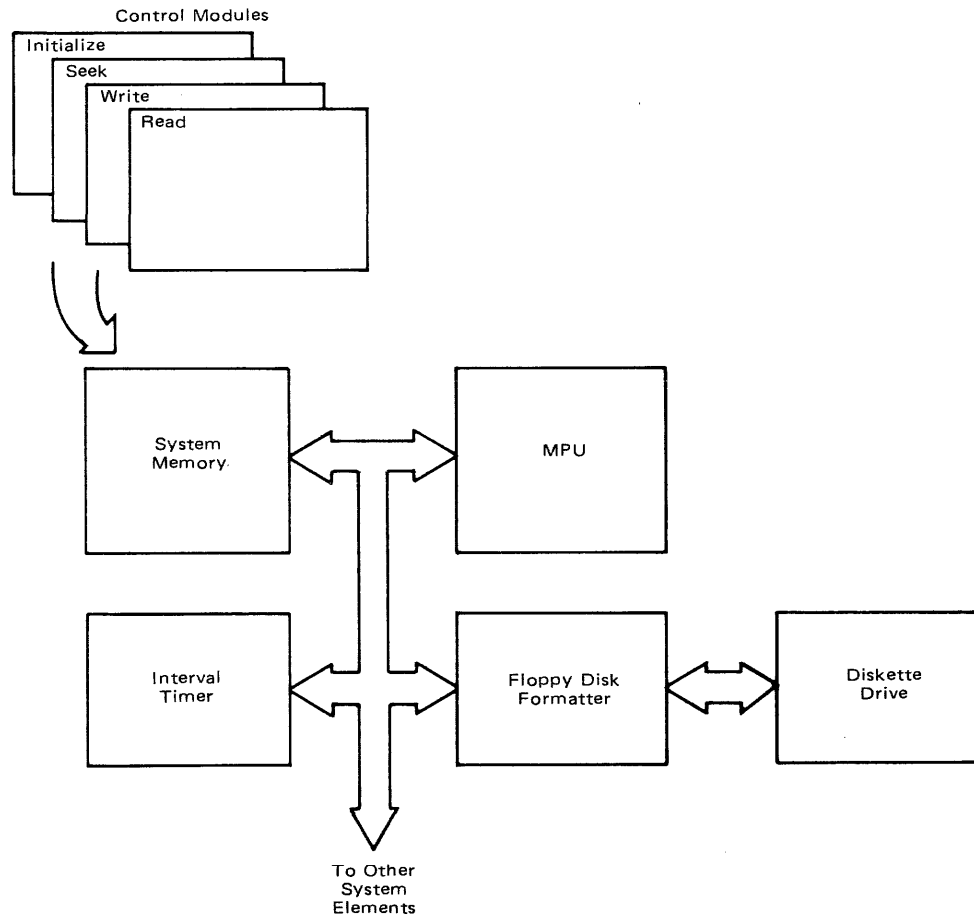 Control Modules
Initialize
Seek
Write
Read
System
Memory
MPU
Interval
Timer
Floppy Disk
Formatter
Diskette
Drive
To Other
System
Elements